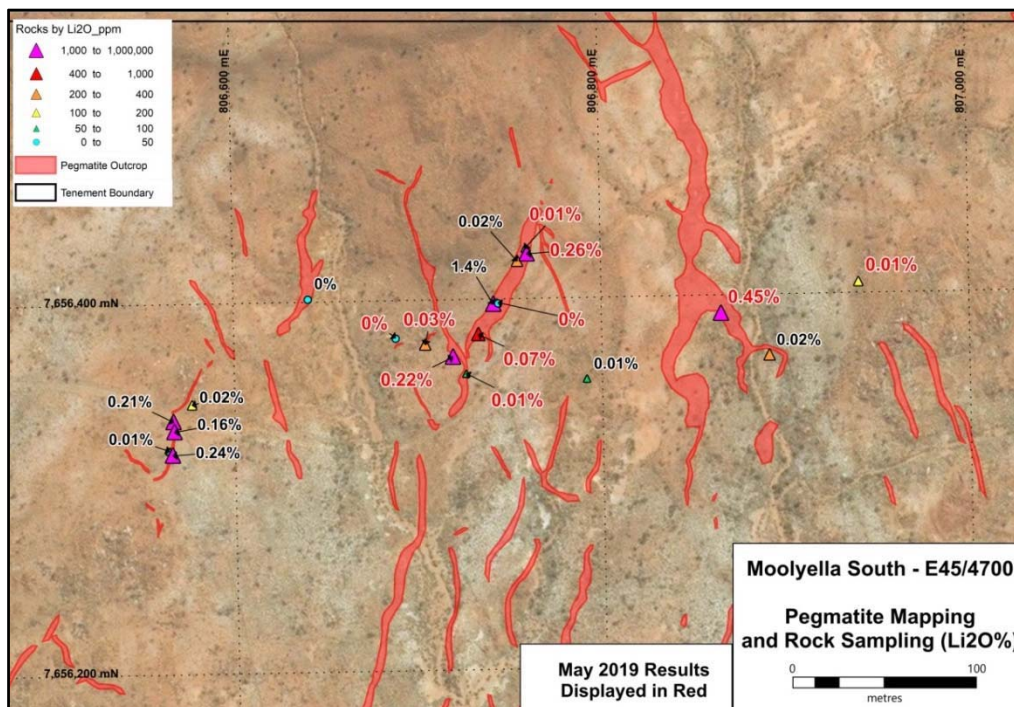 Rocks by Li2O_ppm
1,000 to 1,000,000
400 to 1,000
200 to 400
100 to 200
50 to 100
0 to 50
Pegmatite Outcrop
Tenement Boundary
806,600 mE
806,800 mE
807,000 mE
0.01%
0.02%
0.26%
1.4%
0%
0.01%
7,656,400 mN
0.45%
0%
0.03%
0%
0.07%
0.02%
0.22%
0.01%
0.01%
0.02%
0.21%
0.16%
0.01%
0.24%
7,656,200 mN
May 2019 Results
Displayed in Red
Moolyella South - E45/4700
Pegmatite Mapping
and Rock Sampling (Li2O%)
0 100
metres